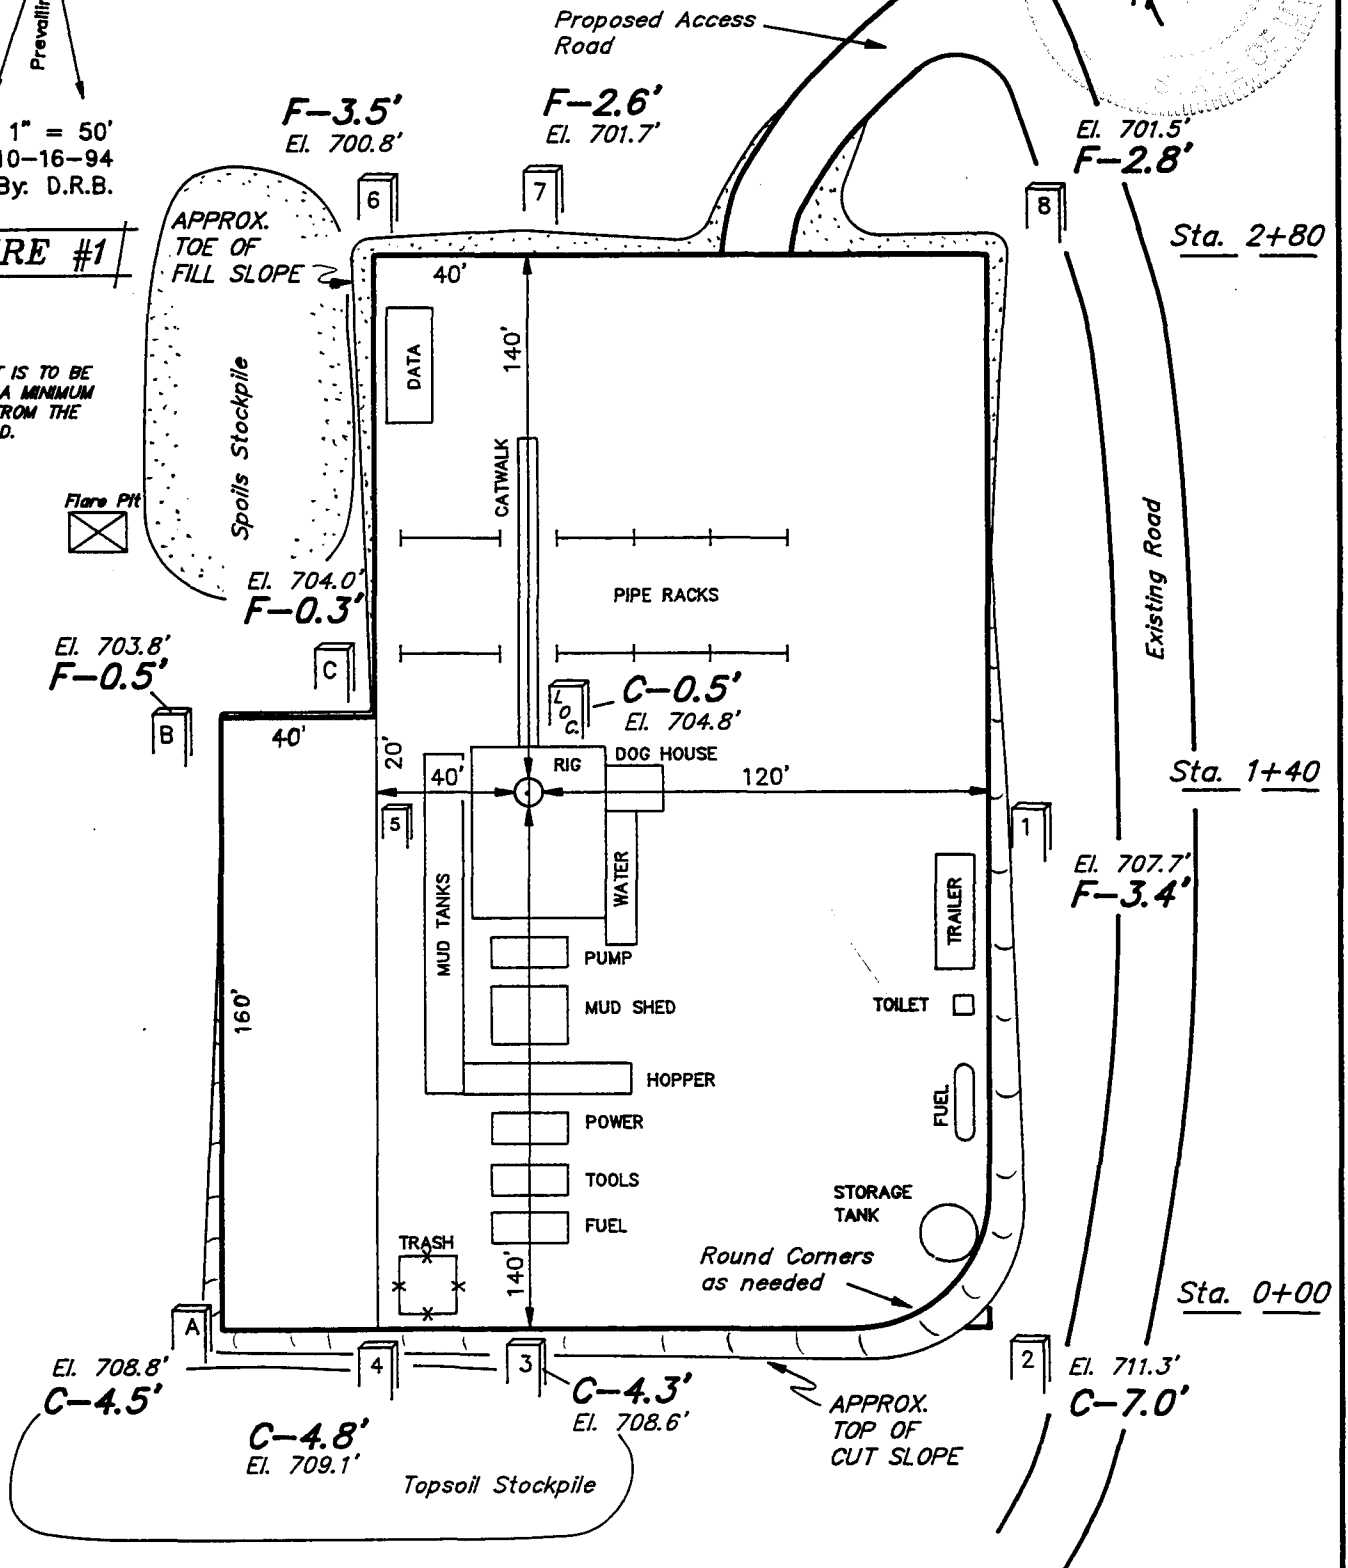 Prevailin
Proposed Access
Road
1" = 50'
10-16-94
By: D.R.B.
F-3.5'
El. 700.8'
F-2.6'
El. 701.7'
El. 701.5'
F-2.8'
6
7
8
Sta. 2+80
RE #1
APPROX.
TOE OF
FILL SLOPE
40'
140'
DATA
T IS TO BE
A MINIMUM
FROM THE
D.
Spoils Stockpile
CATWALK
Flare Pit
Existing Road
El. 704.0'
F-0.3'
PIPE RACKS
El. 703.8'
F-0.5'
C
B
LOC.
C-0.5'
El. 704.8'
40'
20'
40'
RIG
DOG HOUSE
120'
Sta. 1+40
5
1
El. 707.7'
F-3.4'
MUD TANKS
WATER
TRAILER
PUMP
160'
MUD SHED
TOILET
HOPPER
FUEL
POWER
TOOLS
STORAGE
TANK
FUEL
TRASH
140'
Round Corners
as needed
Sta. 0+00
A
4
3
2
El. 708.8'
C-4.5'
C-4.3'
El. 708.6'
El. 711.3'
C-7.0'
C-4.8'
El. 709.1'
APPROX.
TOP OF
CUT SLOPE
Topsoil Stockpile